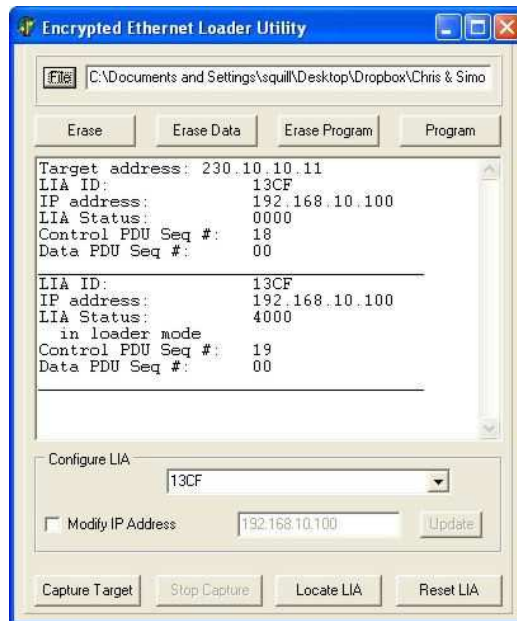 Encrypted Ethernet Loader Utility
File C:\Documents and Settings\squill\Desktop\Dropbox\Chris & Simo
Erase Erase Data Erase Program Program
Target address: 230.10.10.11
LIA ID: 13CF
IP address: 192.168.10.100
LIA Status: 0000
Control PDU Seq #: 18
Data PDU Seq #: 00
LIA ID: 13CF
IP address: 192.168.10.100
LIA Status: 4000
in loader mode
Control PDU Seq #: 19
Data PDU Seq #: 00
Configure LIA
13CF
Modify IP Address 192.168.10.100 Update
Capture Target Stop Capture Locate LIA Reset LIA